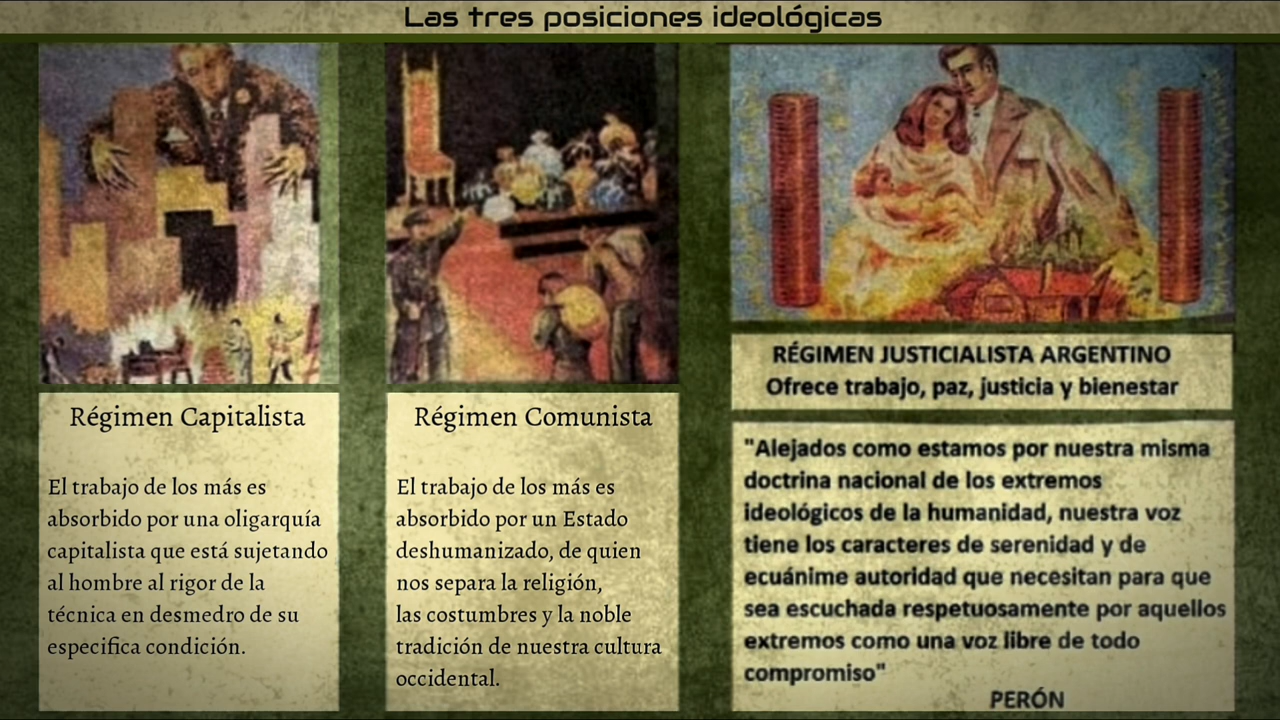 Las tres posiciones ideológicas
Régimen Capitalista
El trabajo de los más es
absorbido por una oligarquía
capitalista que está sujetando
al hombre al rigor de la
técnica en desmedro de su
especifica condición.
Régimen Comunista
El trabajo de los más es
absorbido por un Estado
deshumanizado, de quien
nos separa la religión,
las costumbres y la noble
tradición de nuestra cultura
occidental.
RÉGIMEN JUSTICIALISTA ARGENTINO
Ofrece trabajo, paz, justicia y bienestar
"Alejados como estamos por nuestra misma
doctrina nacional de los extremos
ideológicos de la humanidad, nuestra voz
tiene los caracteres de serenidad y de
ecuánime autoridad que necesitan para que
sea escuchada respetuosamente por aquellos
extremos como una voz libre de todo
compromiso"
PERÓN